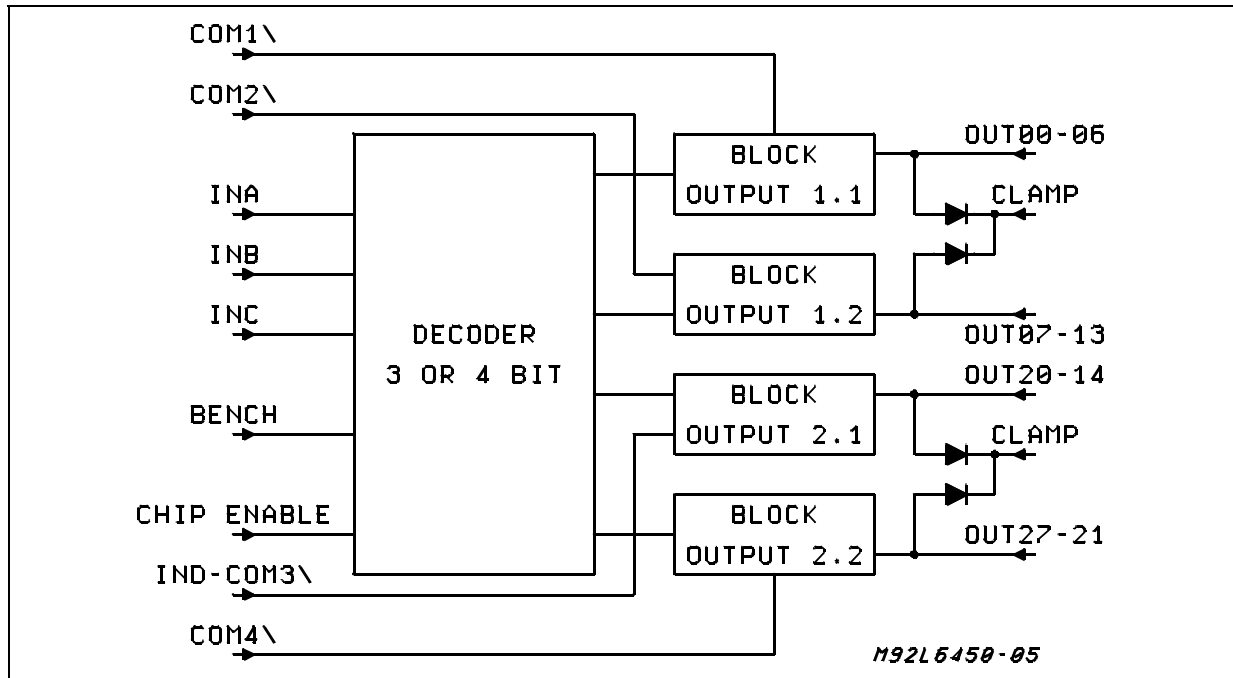 COM1\
COM2\
INA
INB
INC
BENCH
CHIP ENABLE
IND-COM3\
COM4\
DECODER
3 OR 4 BIT
BLOCK
OUTPUT 1.1
BLOCK
OUTPUT 1.2
BLOCK
OUTPUT 2.1
BLOCK
OUTPUT 2.2
OUT00-06
CLAMP
OUT07-13
OUT20-14
CLAMP
OUT27-21
M92L6450-05